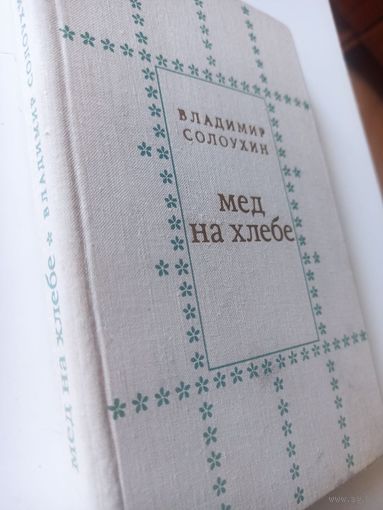 ВЛАДИМИР
СОЛОУХИН
мед
на хлебе
мед на хлебе * ВЛАДИМИР СОЛОУХИН